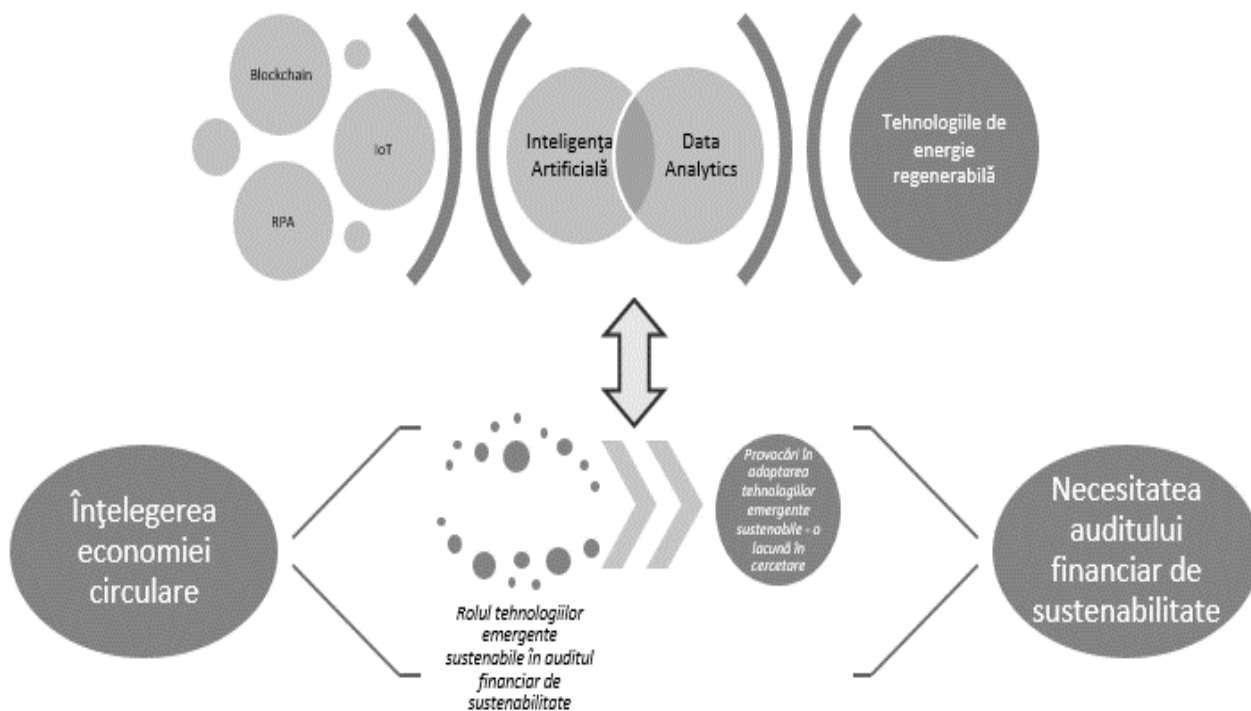 Blockchain
IoT
RPA
Inteligența
Artificială
Data
Analytics
Tehnologiile de
energie
regenerabilă
Înţelegerea
economiei
circulare
Rolul tehnologiilor
emergente
sustenabile în auditul
financiar de
sustenabilitate
Provocări în
adaptarea
tehnologiilor
emergente
sustenabile - o
lacună în
cercetare
Necesitatea
auditului
financiar de
sustenabilitate